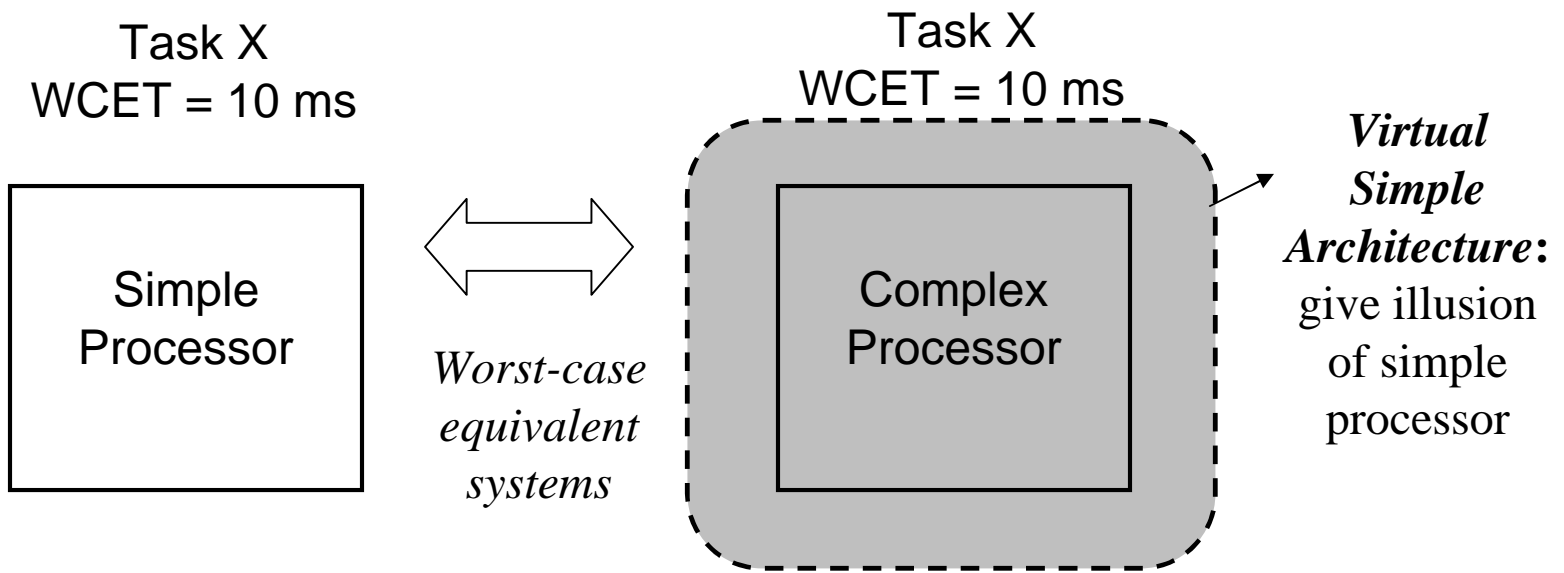 Task X
WCET = 10 ms
Simple
Processor
Worst-case
equivalent
systems
Task X
WCET = 10 ms
Complex
Processor
Virtual
Simple
Architecture:
give illusion
of simple
processor